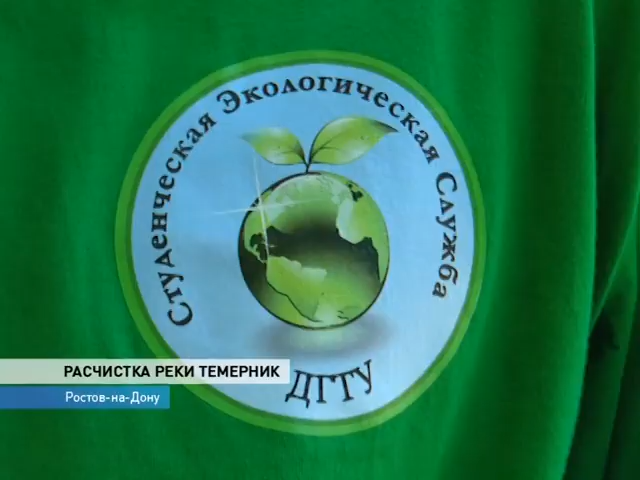 Студенческая Экологическая Служба
ДГТУ
РАСЧИСТКА РЕКИ ТЕМЕРНИК
Ростов-на-Дону